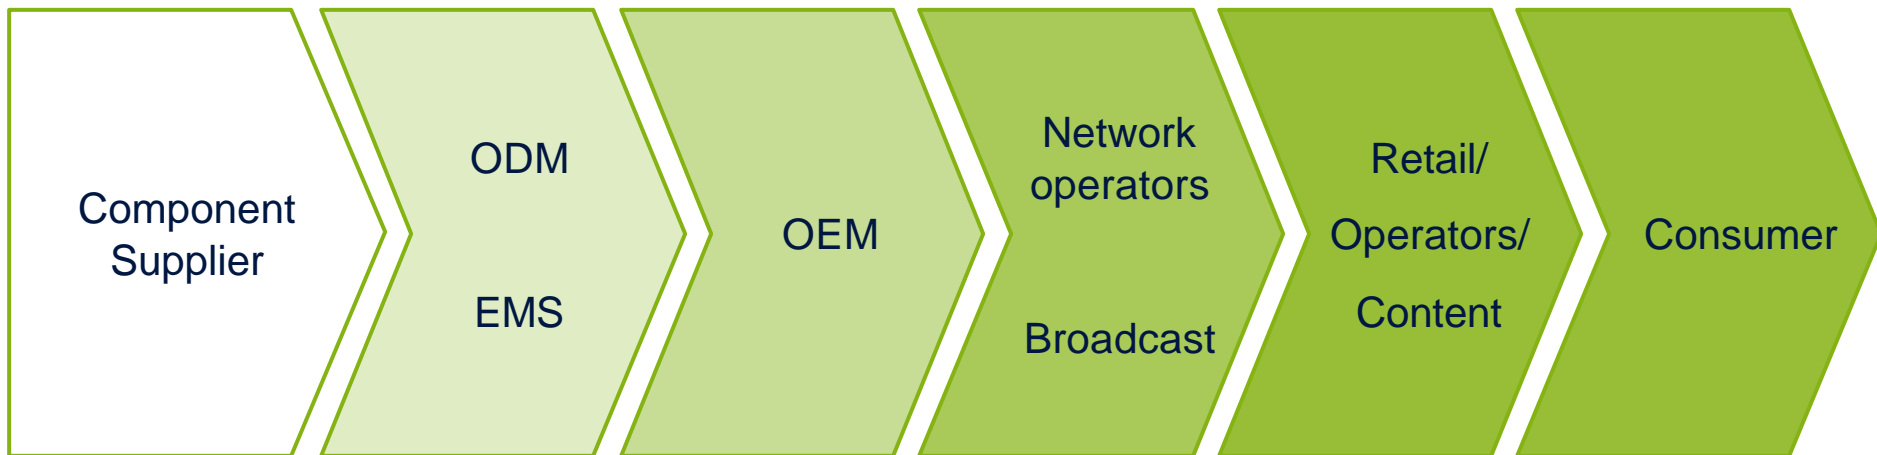 Component
Supplier
ODM
EMS
OEM
Network
operators
Broadcast
Retail/
Operators/
Content
Consumer